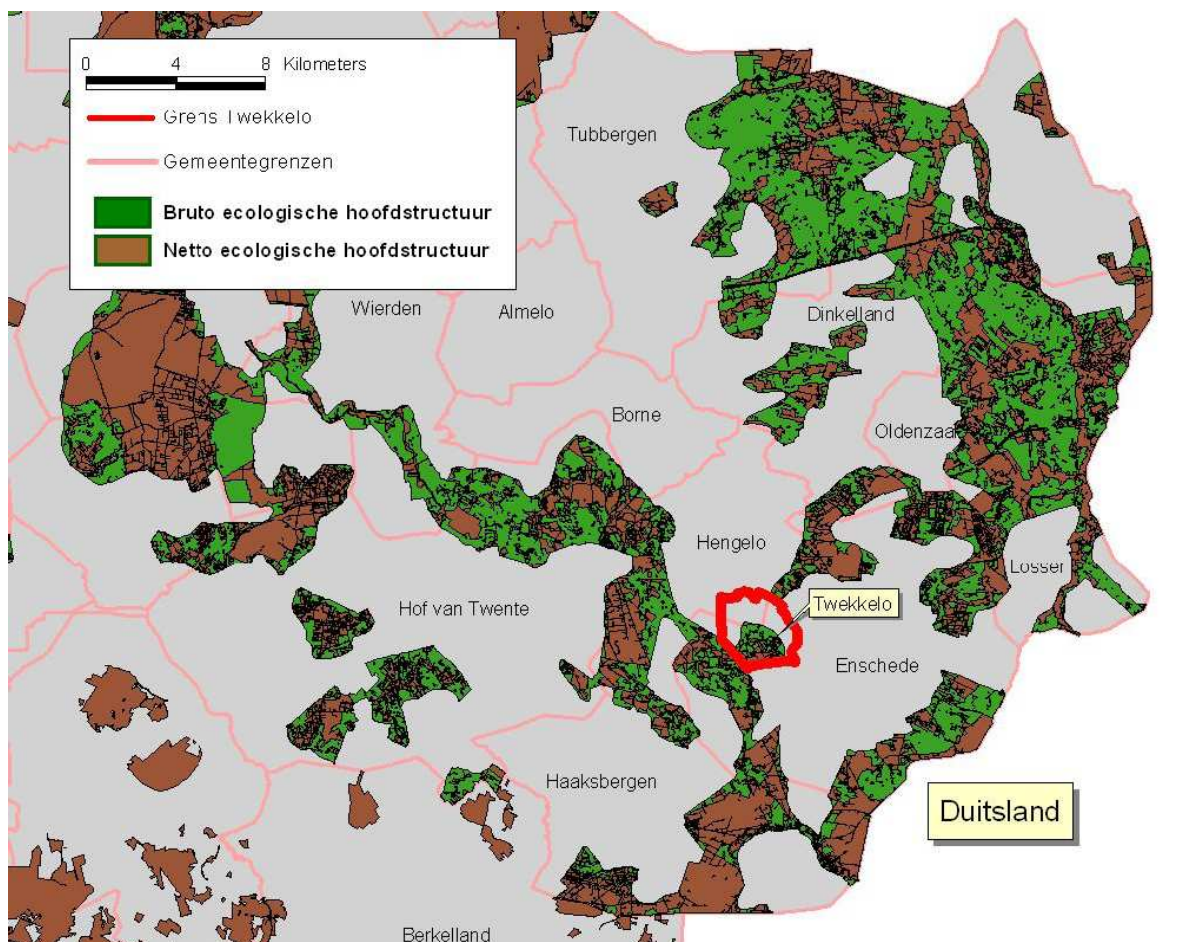 0 4 8 Kilometers
Grens Twekkelo
Gemeentegrenzen
Bruto ecologische hoofdstructuur
Netto ecologische hoofdstructuur
Tubbergen
Wierden
Almelo
Dinkelland
Borne
Oldenzaal
Hengelo
Losser
Hof van Twente
Twekkelo
Enschede
Haaksbergen
Duitsland
Berkelland